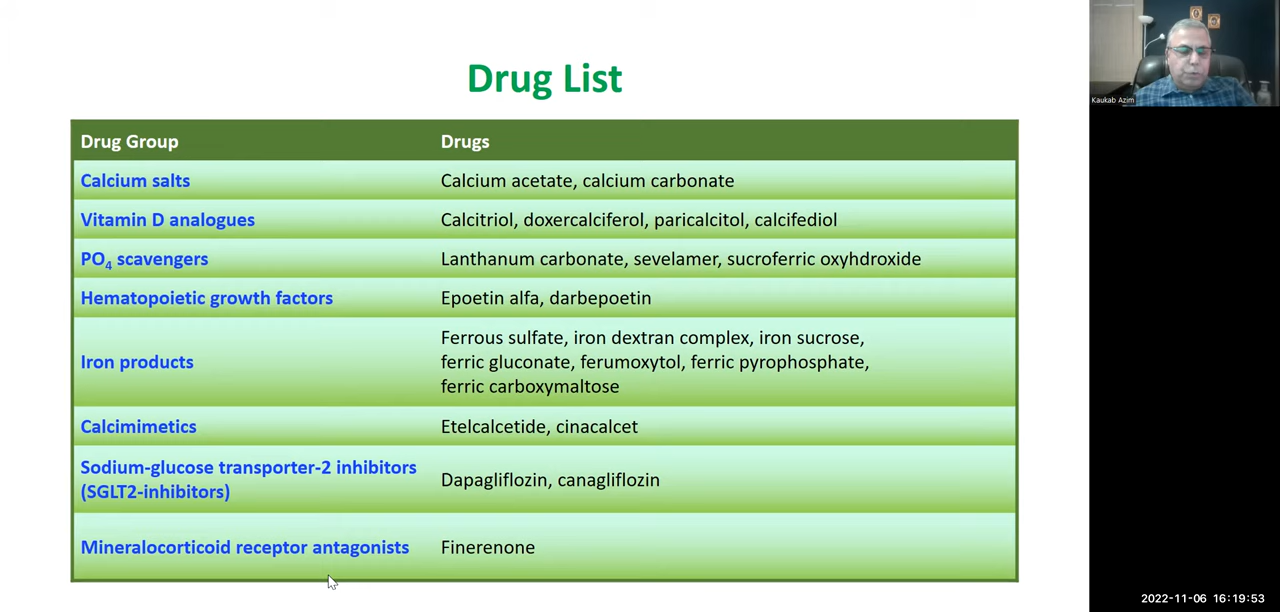 Drug List
Drug Group Drugs
Calcium salts Calcium acetate, calcium carbonate
Vitamin D analogues Calcitriol, doxercalciferol, paricalcitol, calcifediol
PO4 scavengers Lanthanum carbonate, sevelamer, sucroferric oxyhdroxide
Hematopoietic growth factors Epoetin alfa, darbepoetin
Iron products
Ferrous sulfate, iron dextran complex, iron sucrose,
ferric gluconate, ferumoxytol, ferric pyrophosphate,
ferric carboxymaltose
Calcimimetics Etelcalcetide, cinacalcet
Sodium-glucose transporter-2 inhibitors
(SGLT2-inhibitors)
Dapagliflozin, canagliflozin
Mineralocorticoid receptor antagonists Finerenone
Kaukab Azim
2022-11-06 16:19:53